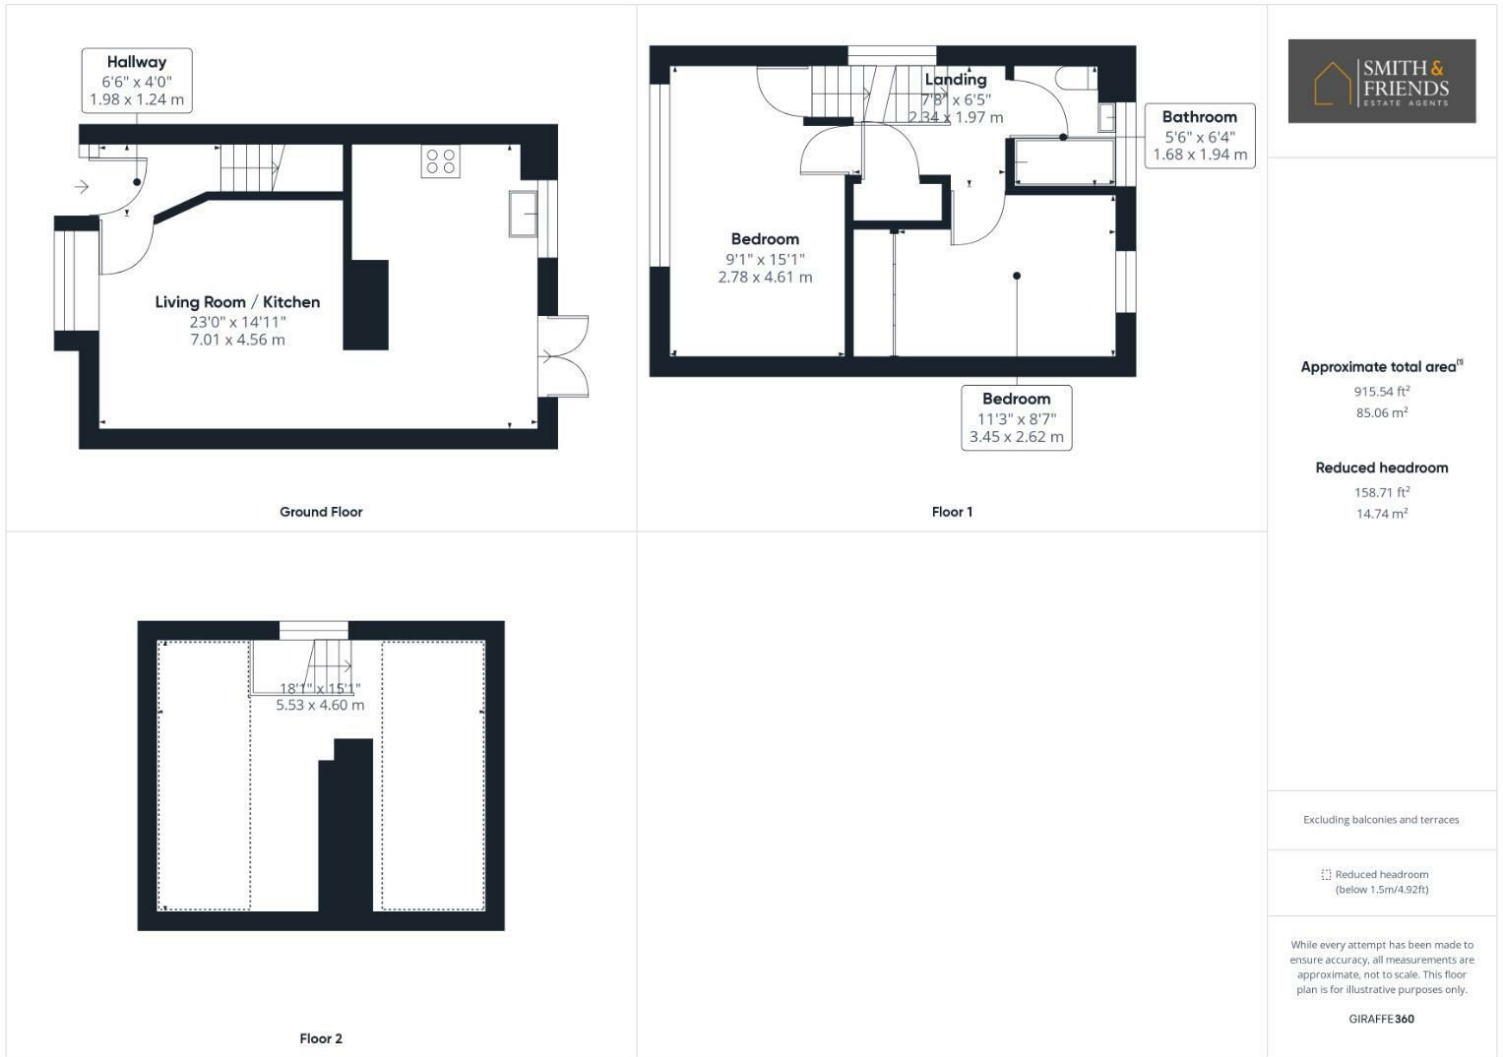 Hallway
6'6" x 4'0"
1.98 x 1.24 m
Living Room / Kitchen
23'0" x 14'11"
7.01 x 4.56 m
Ground Floor
Landing
7'8" x 6'5"
2.34 x 1.97 m
Bathroom
5'6" x 6'4"
1.68 x 1.94 m
Bedroom
9'1" x 15'1"
2.78 x 4.61 m
Bedroom
11'3" x 8'7"
3.45 x 2.62 m
Floor 1
18'1" x 15'1"
5.53 x 4.60 m
Floor 2
SMITH &
FRIENDS
ESTATE AGENTS
Approximate total area⁽¹⁾
915.54 ft²
85.06 m²
Reduced headroom
158.71 ft²
14.74 m²
Excluding balconies and terraces
Reduced headroom
(below 1.5m/4.92ft)
While every attempt has been made to
ensure accuracy, all measurements are
approximate, not to scale. This floor
plan is for illustrative purposes only.
GIRAFFE360